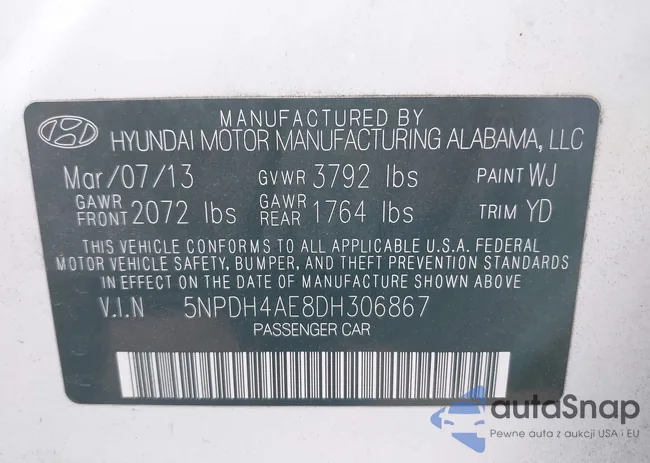 MANUFACTURED BY
HYUNDAI MOTOR MANUFACTURING ALABAMA, LLC
Mar/07/13 GVWR 3792 lbs PAINT WJ
GAWR FRONT 2072 lbs GAWR REAR 1764 lbs TRIM YD
THIS VEHICLE CONFORMS TO ALL APPLICABLE U.S.A. FEDERAL
MOTOR VEHICLE SAFETY, BUMPER, AND THEFT PREVENTION STANDARDS
IN EFFECT ON THE DATE OF MANUFACTURE SHOWN ABOVE.
V.I.N 5NPDH4AE8DH306867
PASSENGER CAR
autaSnap
Pewne auta z aukcji USA i EU